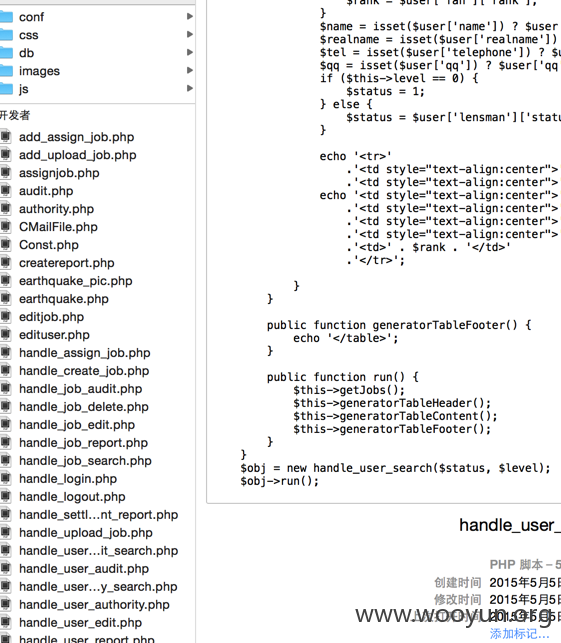 conf
css
db
images
js
开发者
add_assign_job.php
add_upload_job.php
assignjob.php
audit.php
authority.php
CMailFile.php
Const.php
createreport.php
earthquake_pic.php
earthquake.php
editjob.php
edituser.php
handle_assign_job.php
handle_create_job.php
handle_job_audit.php
handle_job_delete.php
handle_job_edit.php
handle_job_report.php
handle_job_search.php
handle_login.php
handle_logout.php
handle_settl...nt_report.php
handle_upload_job.php
handle_user...it_search.php
handle_user_audit.php
handle_user...y_search.php
handle_user_authority.php
handle_user_edit.php
handle_user_report.php
}
$name = isset($user['name']) ? $user
$realname = isset($user['realname'])
$tel = isset($user['telephone']) ? $u
$qq = isset($user['qq']) ? $user['qq
if ($this->level == 0) {
$status = 1;
} else {
$status = $user['lensman']['statu
}
echo '<tr>'
.'<td style="text-align:center">
.'<td style="text-align:center">
echo '<td style="text-align:center">
.'<td style="text-align:center">
.'<td style="text-align:center">
.'<td style="text-align:center">
.'<td>' . $rank . '</td>'
.'</tr>';
}
}
public function generatorTableFooter() {
echo '</table>';
}
public function run() {
$this->getJobs();
$this->generatorTableHeader();
$this->generatorTableContent();
$this->generatorTableFooter();
}
}
$obj = new handle_user_search($status, $level);
$obj->run();
handle_user_
PHP 脚本 – 5
创建时间 2015年5月5日
修改时间 2015年5月5日
2015年5月5日
添加标记…
www.wooyun.org